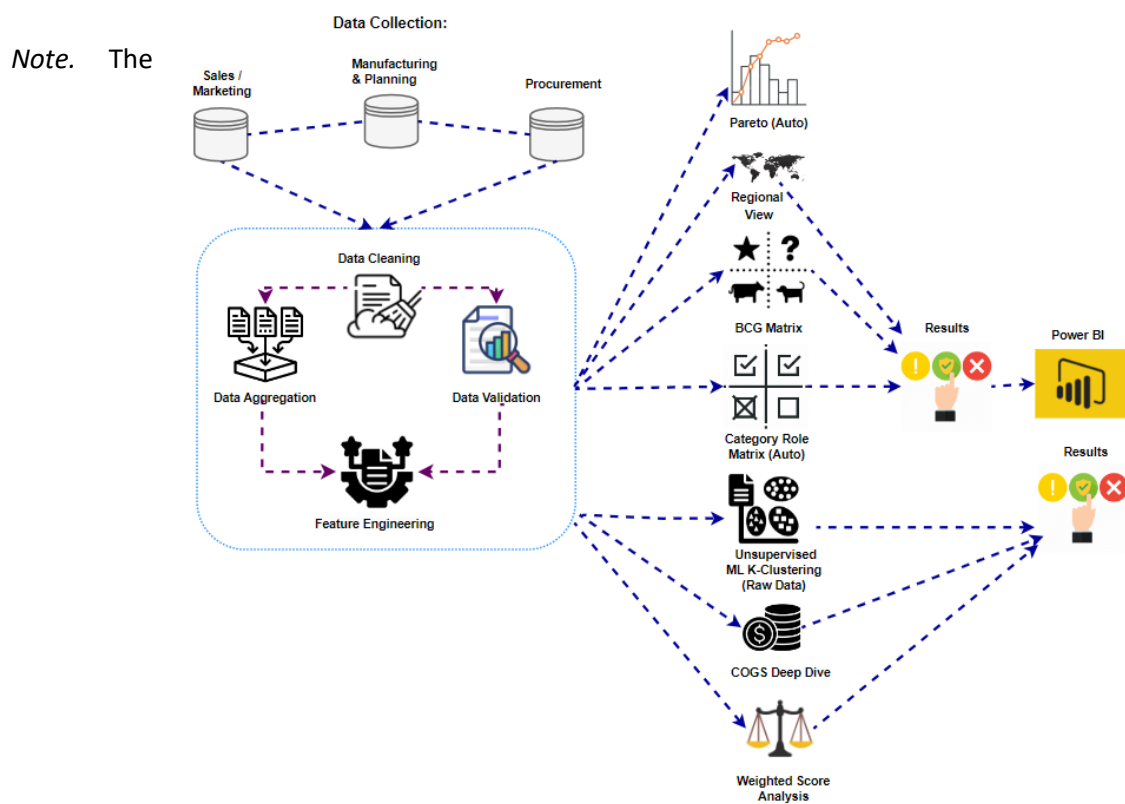 Data Collection:
Note. The
Sales /
Marketing
Manufacturing
& Planning
Procurement
Data Cleaning
Data Aggregation
Data Validation
Feature Engineering
Pareto (Auto)
Regional
View
BCG Matrix
Category Role
Matrix (Auto)
Unsupervised
ML K-Clustering
(Raw Data)
COGS Deep Dive
Weighted Score
Analysis
Results
Power BI
Results